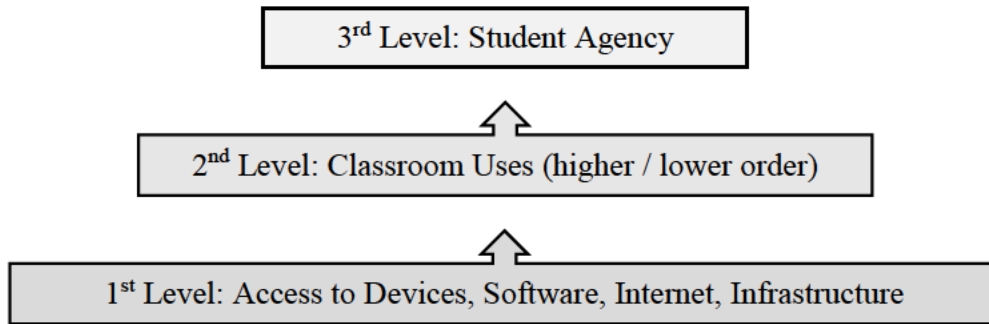 3rd Level: Student Agency
2nd Level: Classroom Uses (higher / lower order)
1st Level: Access to Devices, Software, Internet, Infrastructure